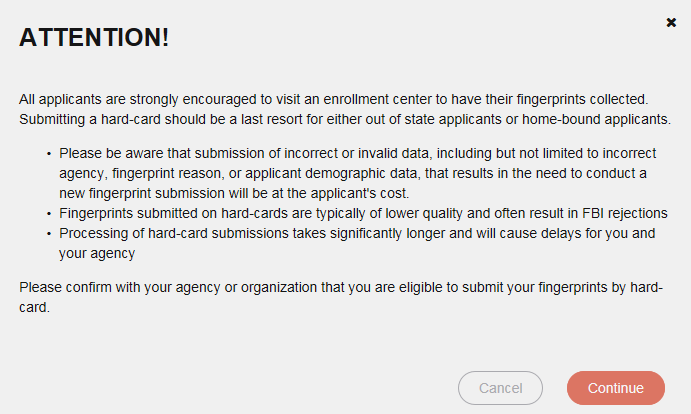 ATTENTION!
All applicants are strongly encouraged to visit an enrollment center to have their fingerprints collected.
Submitting a hard-card should be a last resort for either out of state applicants or home-bound applicants.
• Please be aware that submission of incorrect or invalid data, including but not limited to incorrect
agency, fingerprint reason, or applicant demographic data, that results in the need to conduct a
new fingerprint submission will be at the applicant's cost.
• Fingerprints submitted on hard-cards are typically of lower quality and often result in FBI rejections
• Processing of hard-card submissions takes significantly longer and will cause delays for you and
your agency
Please confirm with your agency or organization that you are eligible to submit your fingerprints by hard-
card.
Cancel
Continue